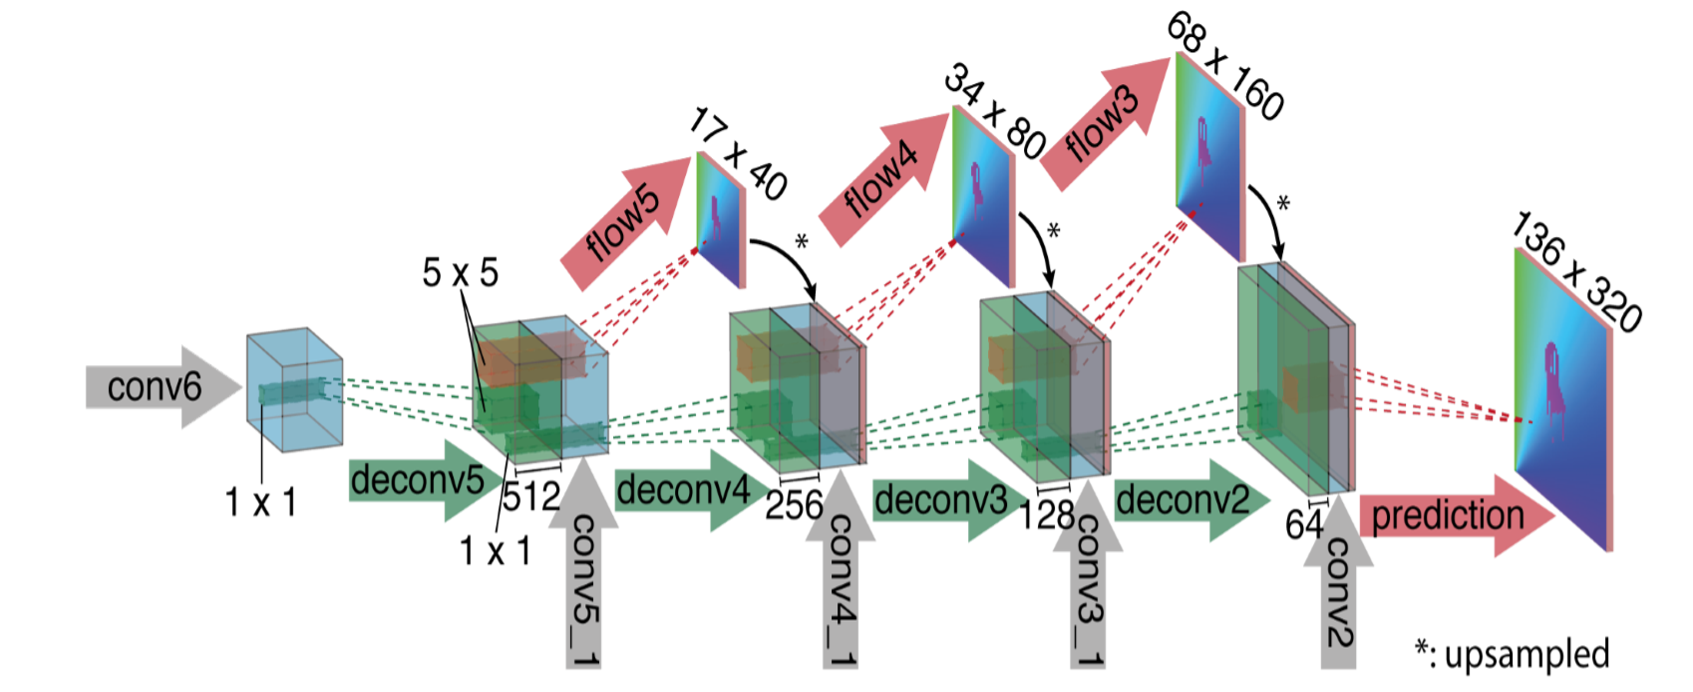 conv6
1 x 1
deconv5
5 x 5
1 x 1
512
conv5_1
flow5
17 x 40
*
deconv4
256
conv4_1
flow4
34 x 80
*
deconv3
128
conv3_1
flow3
68 x 160
*
deconv2
64
conv2
prediction
136 x 320
*: upsampled